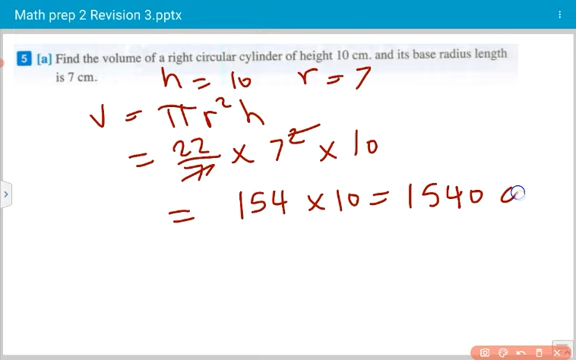 Math prep 2 Revision 3.pptx
5 [a] Find the volume of a right circular cylinder of height 10 cm. and its base radius length
is 7 cm.
h = 10 r = 7
V = πr²h
= 22/7 × 7² × 10
= 154 × 10 = 1540 c